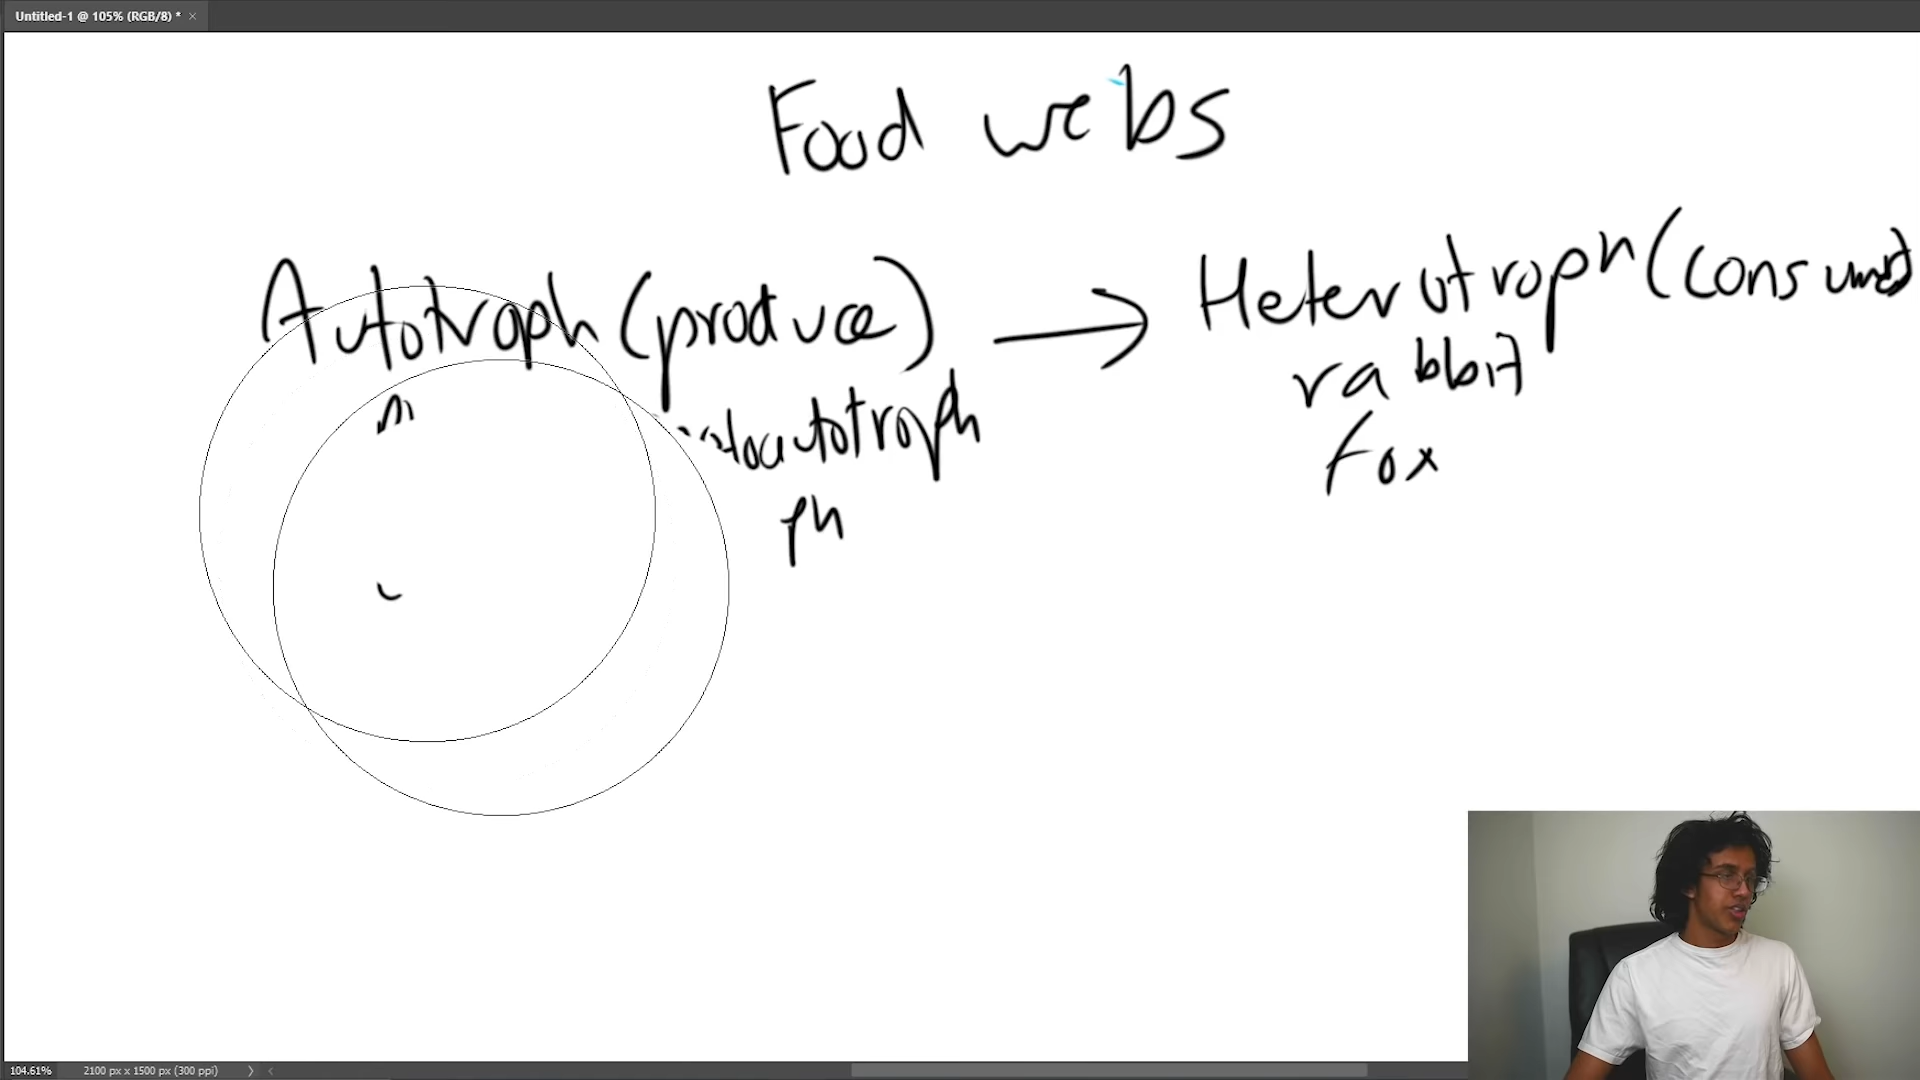 Untitled-1 @ 105% (RGB/8) * ×
Food webs
Autotroph (produce) → Heterotroph (consumer)
rabbit
toautotroph
fox
ph
104.61% 2100 px x 1500 px (300 ppi)